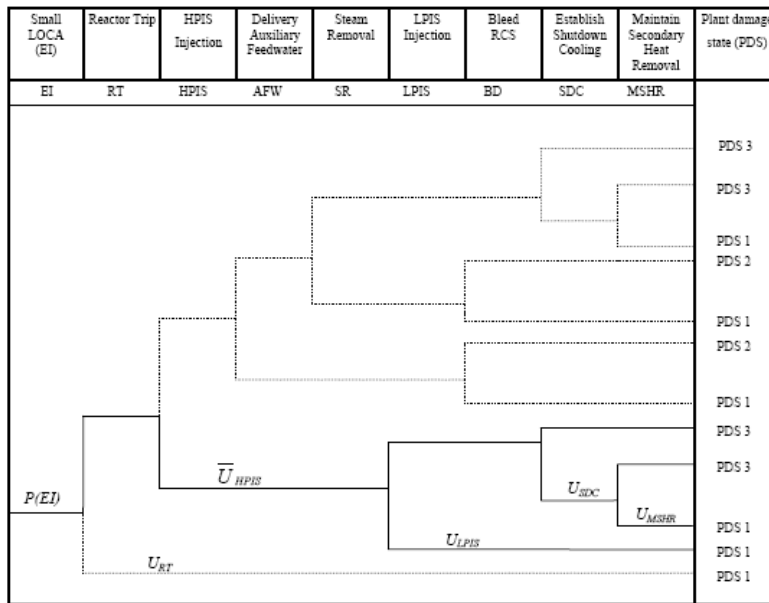 Small LOCA (EI) Reactor Trip HPIS Injection Delivery Auxiliary Feedwater Steam Removal LPIS Injection Bleed RCS Establish Shutdown Cooling Maintain Secondary Heat Removal Plant damage state (PDS)
EI RT HPIS AFW SR LPIS BD SDC MSHR
PDS 3
PDS 3
PDS 1
PDS 2
PDS 1
PDS 2
PDS 1
PDS 3
U̅ HPIS
PDS 3
P(EI)
U SDC
U MSHR
PDS 1
U LPIS
PDS 1
U RT
PDS 1